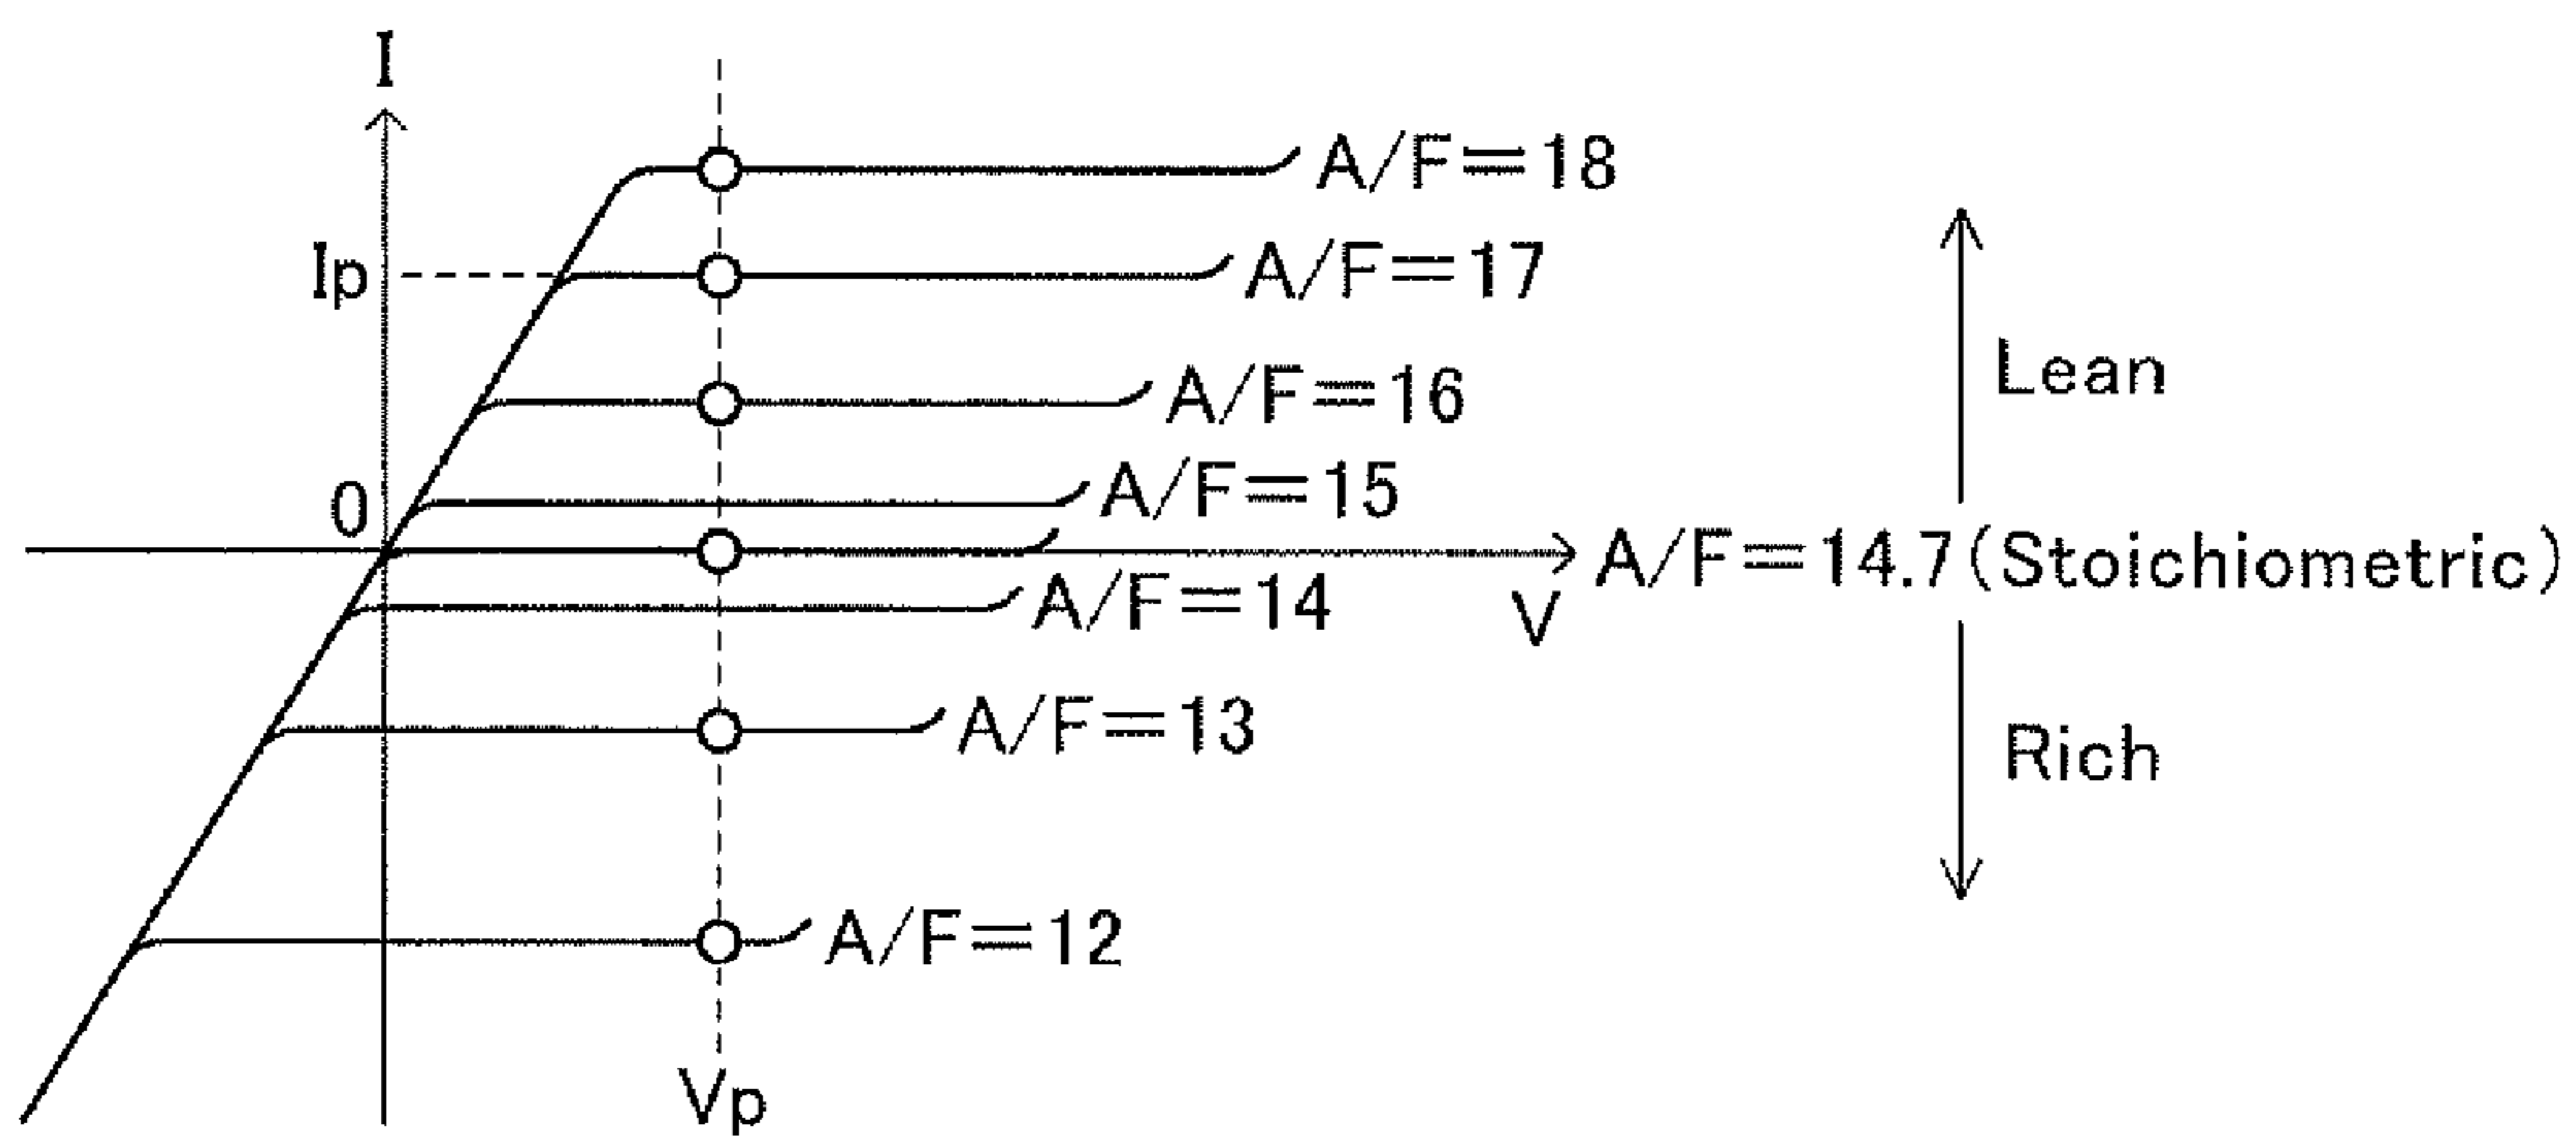 I
A/F=18
Ip
A/F=17
Lean
A/F=16
0
A/F=15
A/F=14.7(Stoichiometric)
V
A/F=14
A/F=13
Rich
A/F=12
Vp